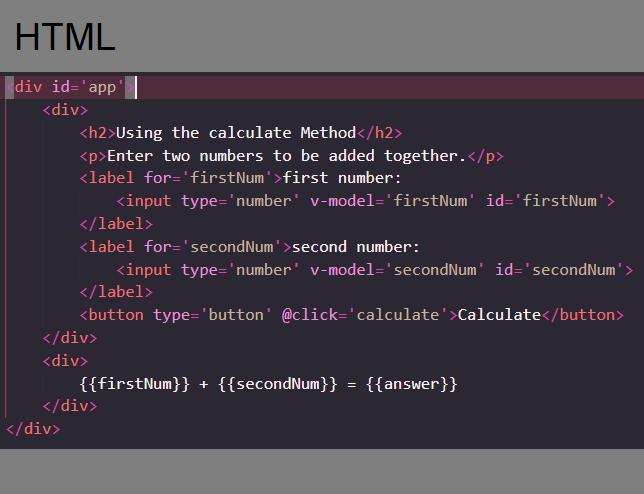 HTML
<div id='app'>
<div>
<h2>Using the calculate Method</h2>
<p>Enter two numbers to be added together.</p>
<label for='firstNum'>first number:
<input type='number' v-model='firstNum' id='firstNum'>
</label>
<label for='secondNum'>second number:
<input type='number' v-model='secondNum' id='secondNum'>
</label>
<button type='button' @click='calculate'>Calculate</button>
</div>
<div>
{{firstNum}} + {{secondNum}} = {{answer}}
</div>
</div>